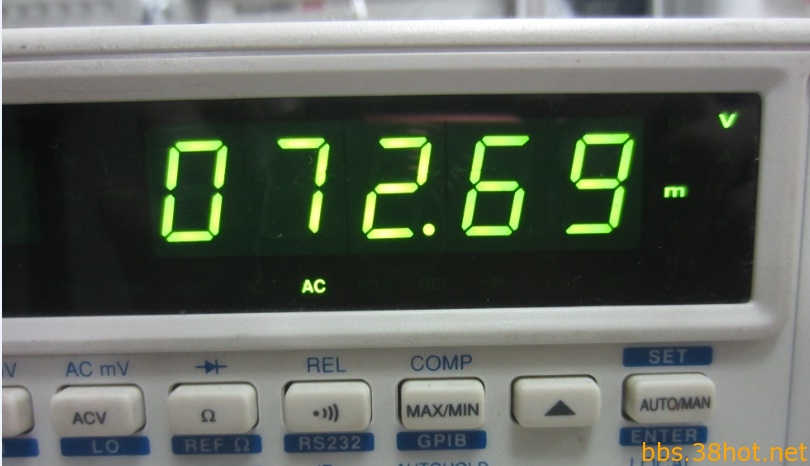 V
072.69
m
AC
AC mV REL COMP SET
ACV Ω •))) MAX/MIN ▲ AUTO/MAN
LO REF Ω RS232 GPIB ENTER
bbs.38hot.net